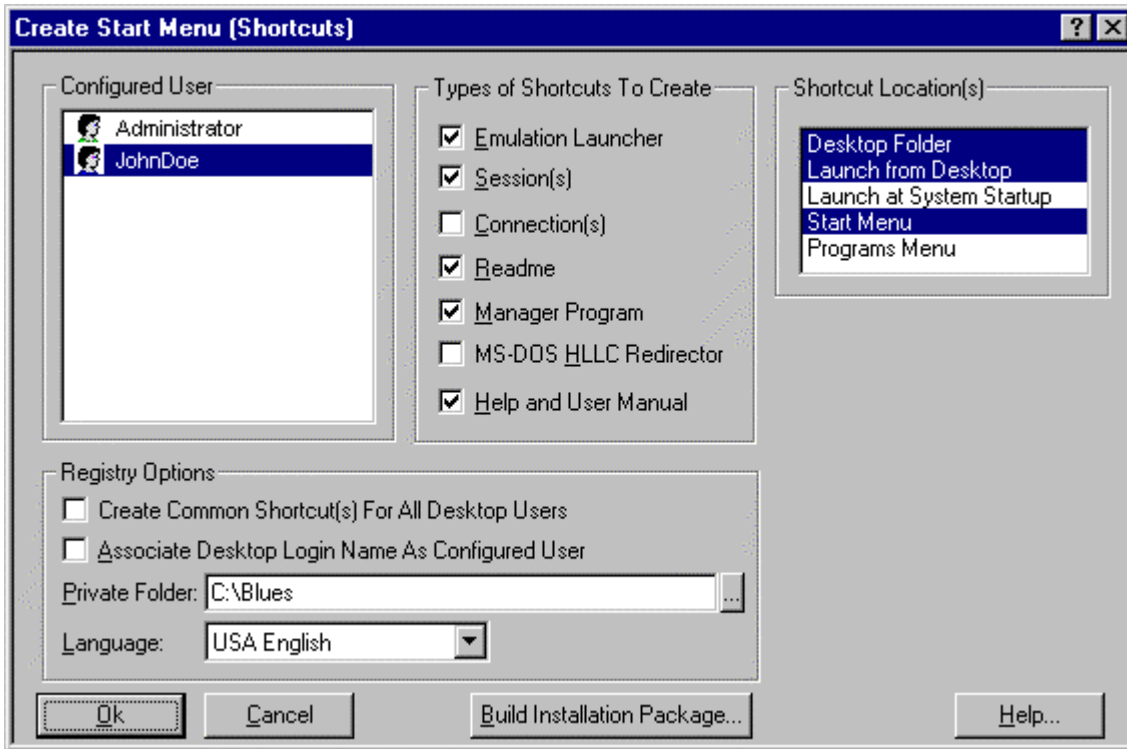 Create Start Menu (Shortcuts)
Configured User
Administrator
JohnDoe
Types of Shortcuts To Create
Emulation Launcher
Session(s)
Connection(s)
Readme
Manager Program
MS-DOS HLLC Redirector
Help and User Manual
Shortcut Location(s)
Desktop Folder
Launch from Desktop
Launch at System Startup
Start Menu
Programs Menu
Registry Options
Create Common Shortcut(s) For All Desktop Users
Associate Desktop Login Name As Configured User
Private Folder: C:\Blues ...
Language: USA English
Ok Cancel Build Installation Package... Help...